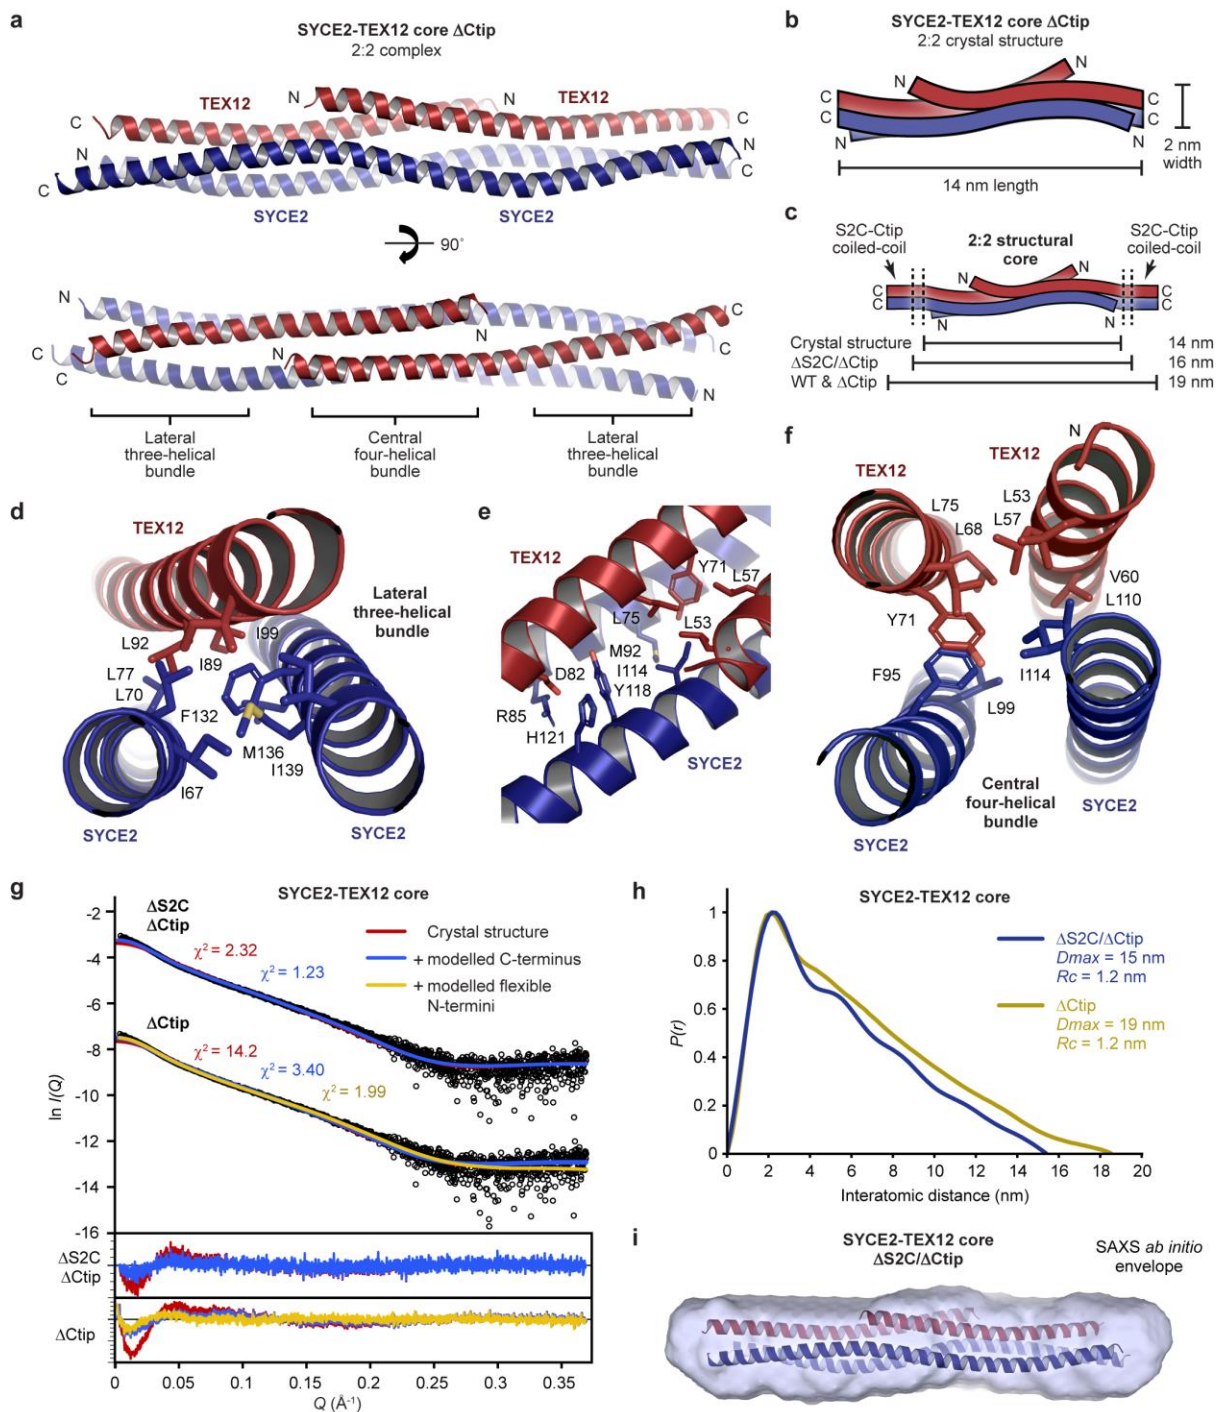 a
SYCE2-TEX12 core ΔCtip
2:2 complex
N
TEX12
N
TEX12
C
C
N
N
C
C
SYCE2
SYCE2
90°
N
C
N
C
C
C
N
Lateral
three-helical
bundle
Central
four-helical
bundle
Lateral
three-helical
bundle
b
SYCE2-TEX12 core ΔCtip
2:2 crystal structure
N
N
C
C
C
C
N
N
2 nm
width
14 nm length
c
S2C-Ctip
coiled-coil
2:2 structural
core
S2C-Ctip
coiled-coil
N
N
C
C
C
C
N
N
Crystal structure
14 nm
ΔS2C/ΔCtip
16 nm
WT & ΔCtip
19 nm
d
TEX12
Lateral
three-helical
bundle
L92
I99
I89
L77
L70
F132
M136
I139
I67
SYCE2
SYCE2
e
TEX12
Y71
L57
L75
L53
M92
D82
I114
Y118
R85
H121
SYCE2
f
N
TEX12
TEX12
L75
L53
L68
L57
V60
L110
Y71
F95
I114
L99
Central
four-helical
bundle
SYCE2
SYCE2
g
SYCE2-TEX12 core
ΔS2C
ΔCtip
χ² = 2.32
χ² = 1.23
Crystal structure
+ modelled C-terminus
+ modelled flexible
N-termini
ΔCtip
χ² = 14.2
χ² = 3.40
χ² = 1.99
ln I(Q)
-2
-4
-6
-8
-10
-12
-14
-16
ΔS2C
ΔCtip
ΔCtip
0
0.05
0.1
0.15
0.2
0.25
0.3
0.35
Q (Å⁻¹)
h
SYCE2-TEX12 core
ΔS2C/ΔCtip
Dmax = 15 nm
Rc = 1.2 nm
ΔCtip
Dmax = 19 nm
Rc = 1.2 nm
P(r)
1
0.8
0.6
0.4
0.2
0
0
2
4
6
8
10
12
14
16
18
20
Interatomic distance (nm)
i
SYCE2-TEX12 core
ΔS2C/ΔCtip
SAXS ab initio
envelope